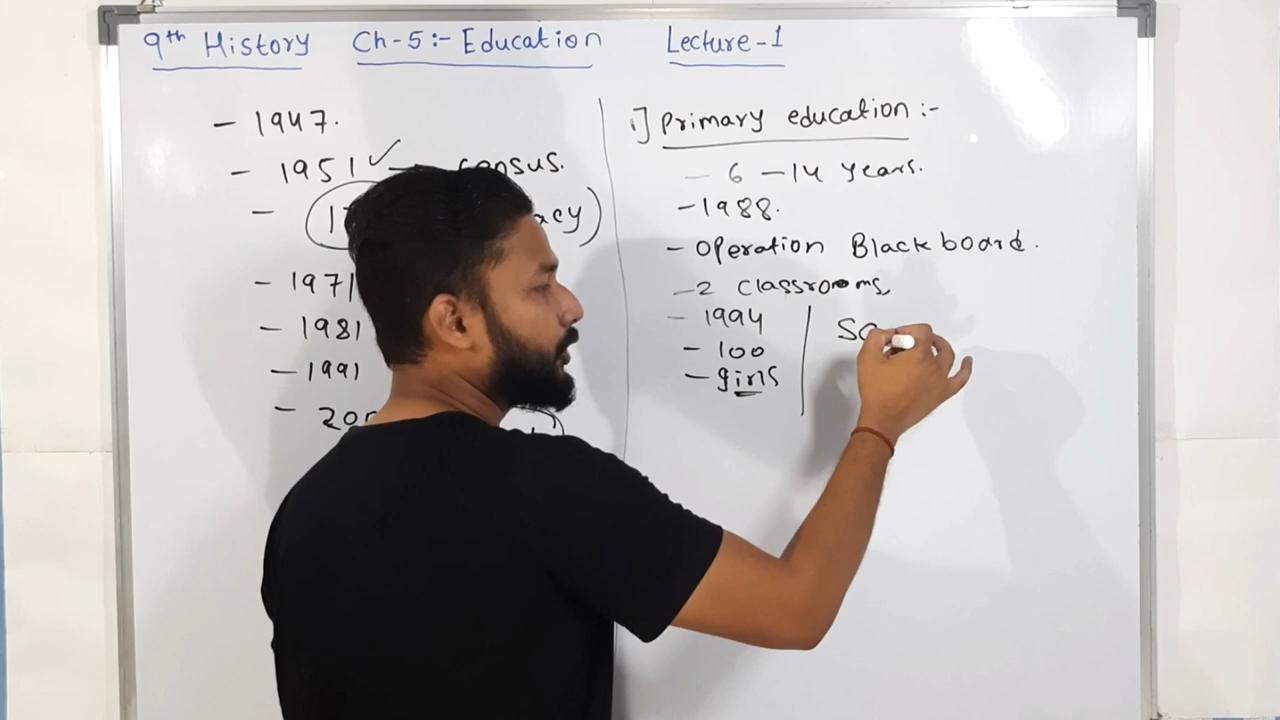 9th History Ch-5:- Education Lecture-1
- 1947.
- 1951 ✓ - census.
- 1971
- 1981
- 1991
i] Primary education :-
- 6 - 14 years.
- 1988.
- Operation Blackboard.
- 2 classrooms,
- 1994
- 100
- girls